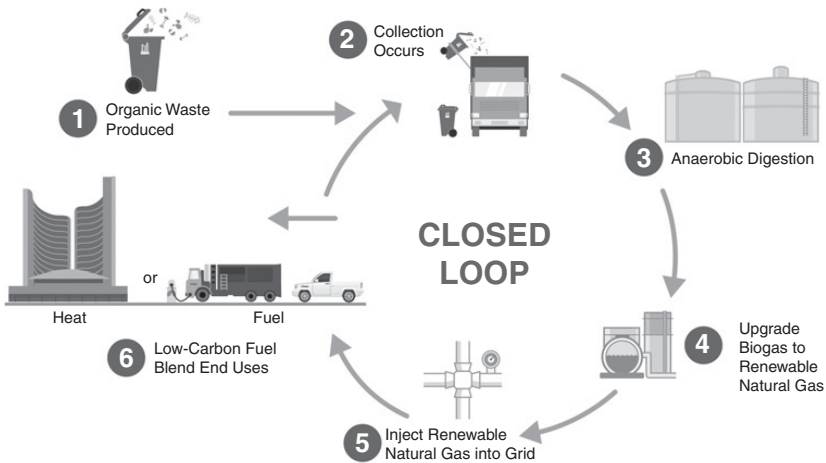 1
Organic Waste
Produced
2
Collection
Occurs
3
Anaerobic Digestion
CLOSED
LOOP
4
Upgrade
Biogas to
Renewable
Natural Gas
5
Inject Renewable
Natural Gas into Grid
Heat
or
Fuel
6
Low-Carbon Fuel
Blend End Uses